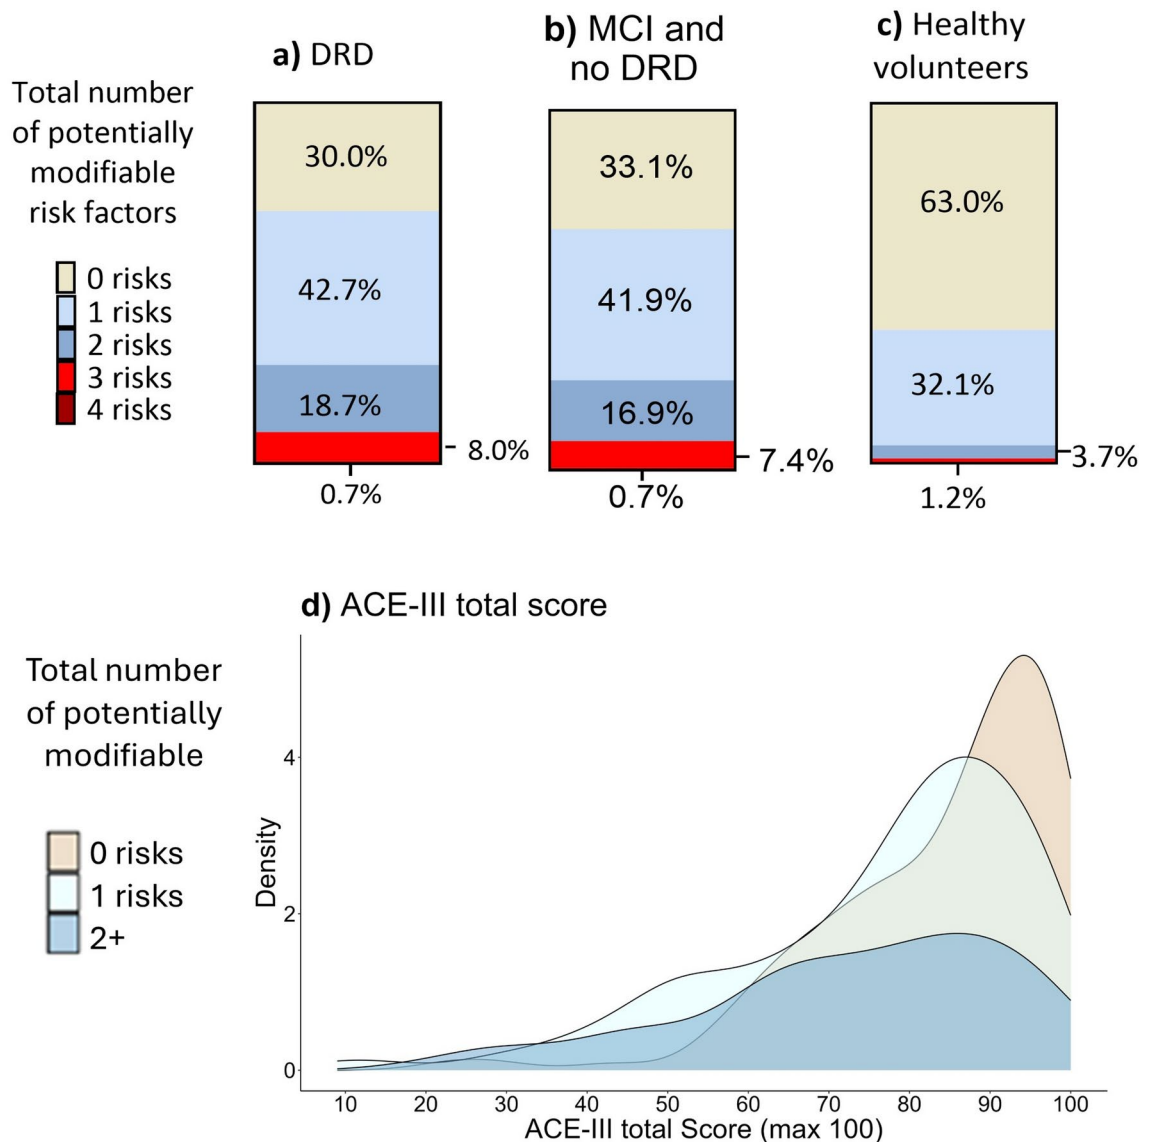 a) DRD
b) MCI and
no DRD
c) Healthy
volunteers
Total number
of potentially
modifiable
risk factors
0 risks
1 risks
2 risks
3 risks
4 risks
30.0%
42.7%
18.7%
8.0%
0.7%
33.1%
41.9%
16.9%
7.4%
0.7%
63.0%
32.1%
3.7%
1.2%
d) ACE-III total score
Total number
of potentially
modifiable
0 risks
1 risks
2+
Density
4
2
0
10 20 30 40 50 60 70 80 90 100
ACE-III total Score (max 100)